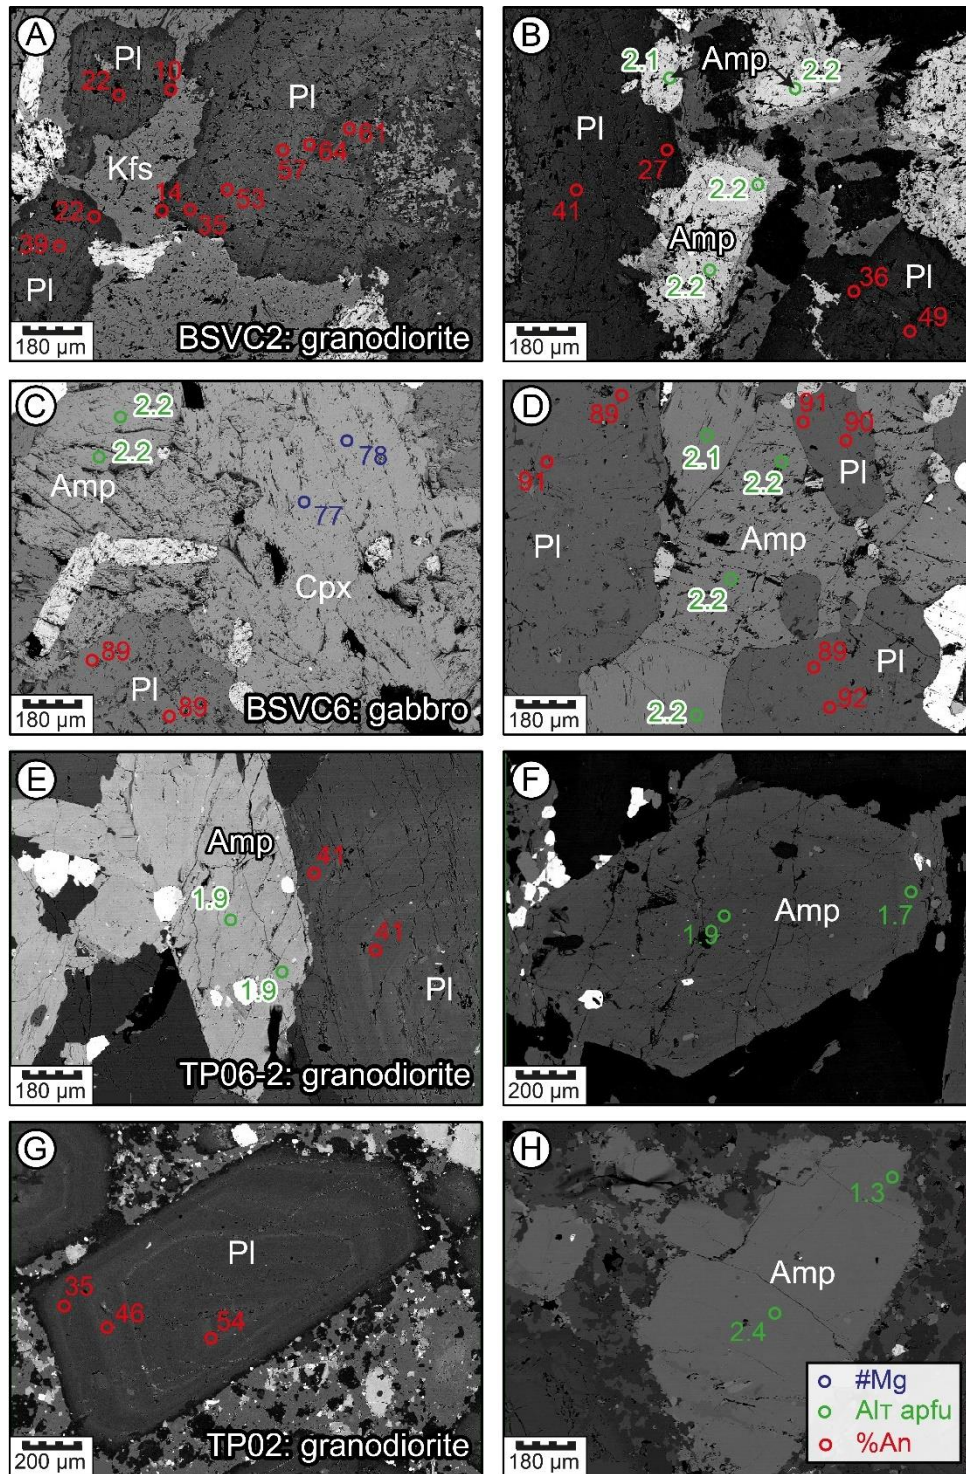 A
Pl
22
10
Pl
61
64
57
Kfs
53
14
35
22
39
Pl
180 µm
BSVC2: granodiorite
B
Amp
2.1
2.2
Pl
27
41
2.2
Amp
2.2
Pl
36
49
180 µm
C
2.2
2.2
Amp
78
77
Cpx
89
Pl
89
180 µm
BSVC6: gabbro
D
89
91
90
2.1
2.2
Pl
91
Pl
Amp
2.2
89
Pl
92
2.2
180 µm
E
Amp
41
1.9
41
1.9
Pl
180 µm
TP06-2: granodiorite
F
1.9
Amp
1.7
200 µm
G
Pl
35
46
54
200 µm
TP02: granodiorite
H
1.3
Amp
2.4
180 µm
#Mg
AlT apfu
%An